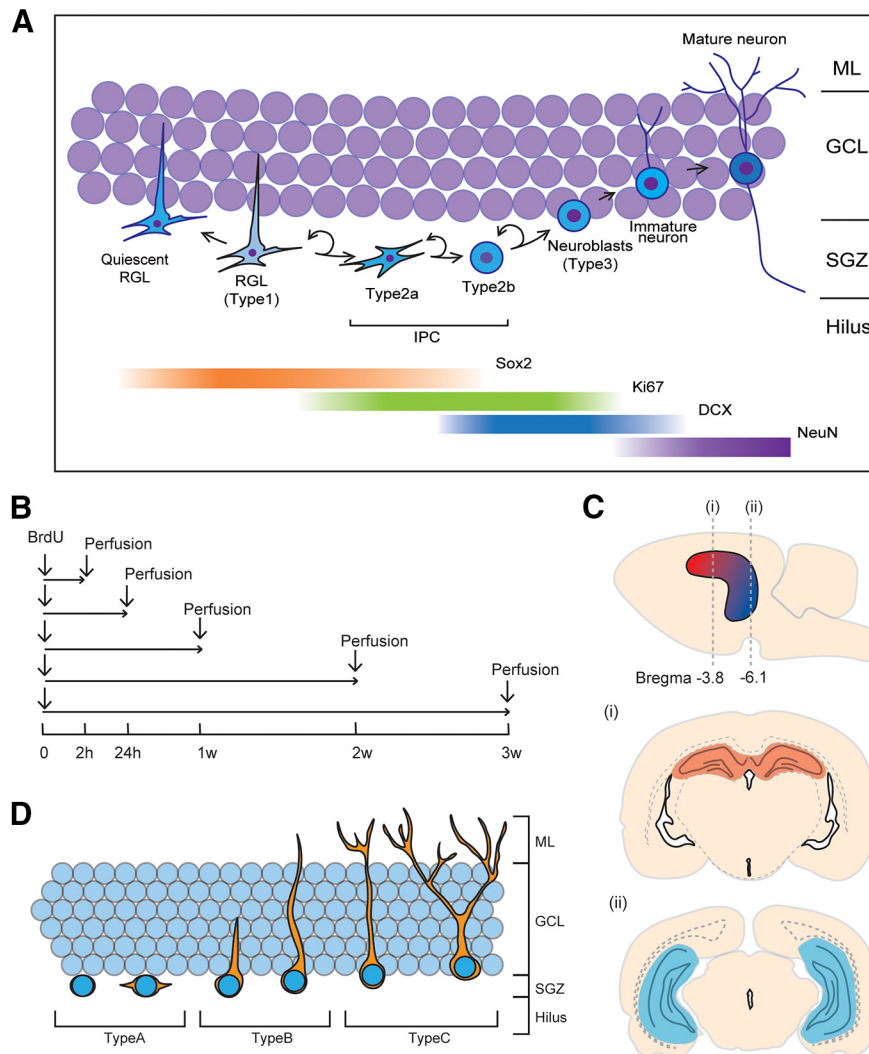 A
Mature neuron
ML
GCL
SGZ
Hilus
Quiescent
RGL
RGL
(Type1)
Type2a
Type2b
Neuroblasts
(Type3)
Immature
neuron
IPC
Sox2
Ki67
DCX
NeuN
B
BrdU
Perfusion
Perfusion
Perfusion
Perfusion
Perfusion
0 2h 24h 1w 2w 3w
C
(i) (ii)
Bregma -3.8 -6.1
(i)
(ii)
D
ML
GCL
SGZ
Hilus
TypeA TypeB TypeC